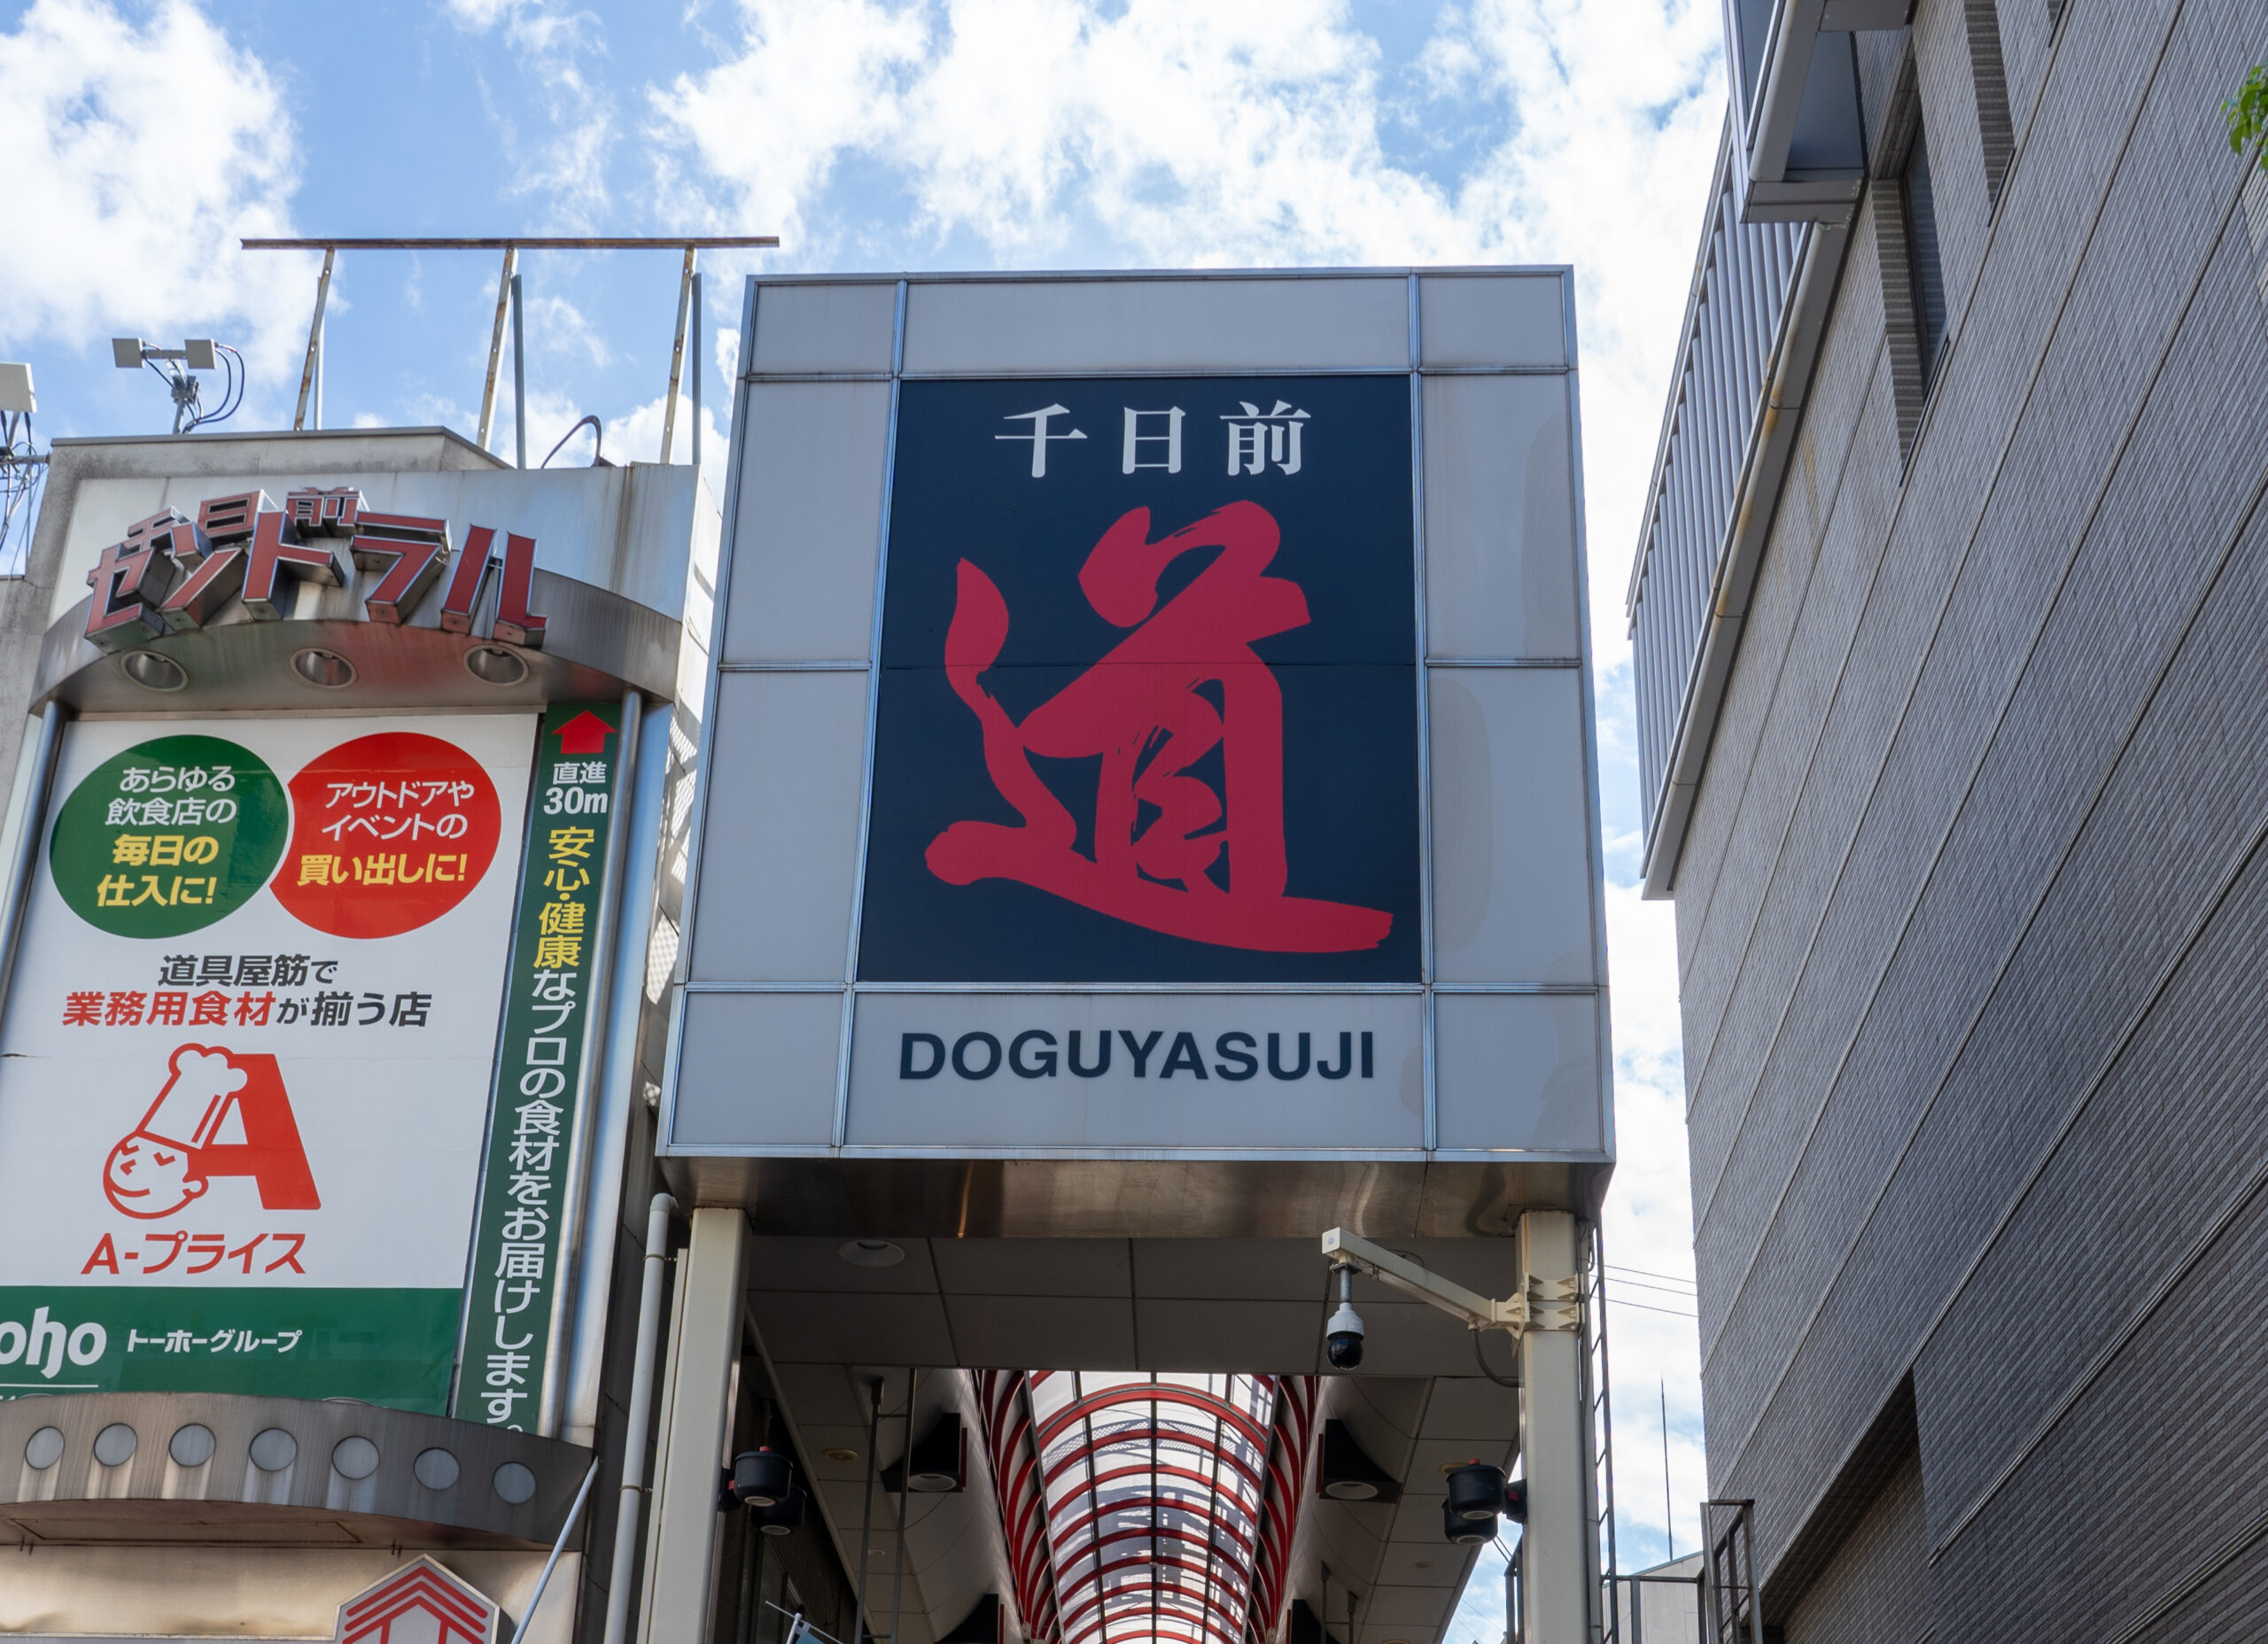 千日前
セントラル
あらゆる
飲食店の
毎日の
仕入に!
アウトドアや
イベントの
買い出しに!
道具屋筋で
業務用食材が揃う店
A
A-プライス
oho
トーホーグループ
直進
30m
安心・健康なプロの食材をお届けします。
千日前
道
DOGUYASUJI